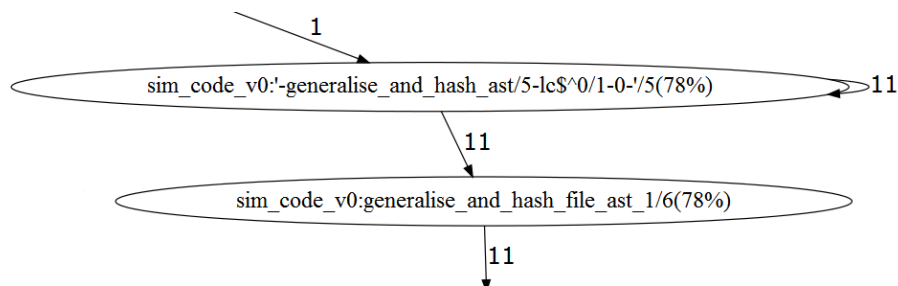 1
sim_code_v0:'-generalise_and_hash_ast/5-lc$^0/1-0-'/5(78%)
11
11
sim_code_v0:generalise_and_hash_file_ast_1/6(78%)
11